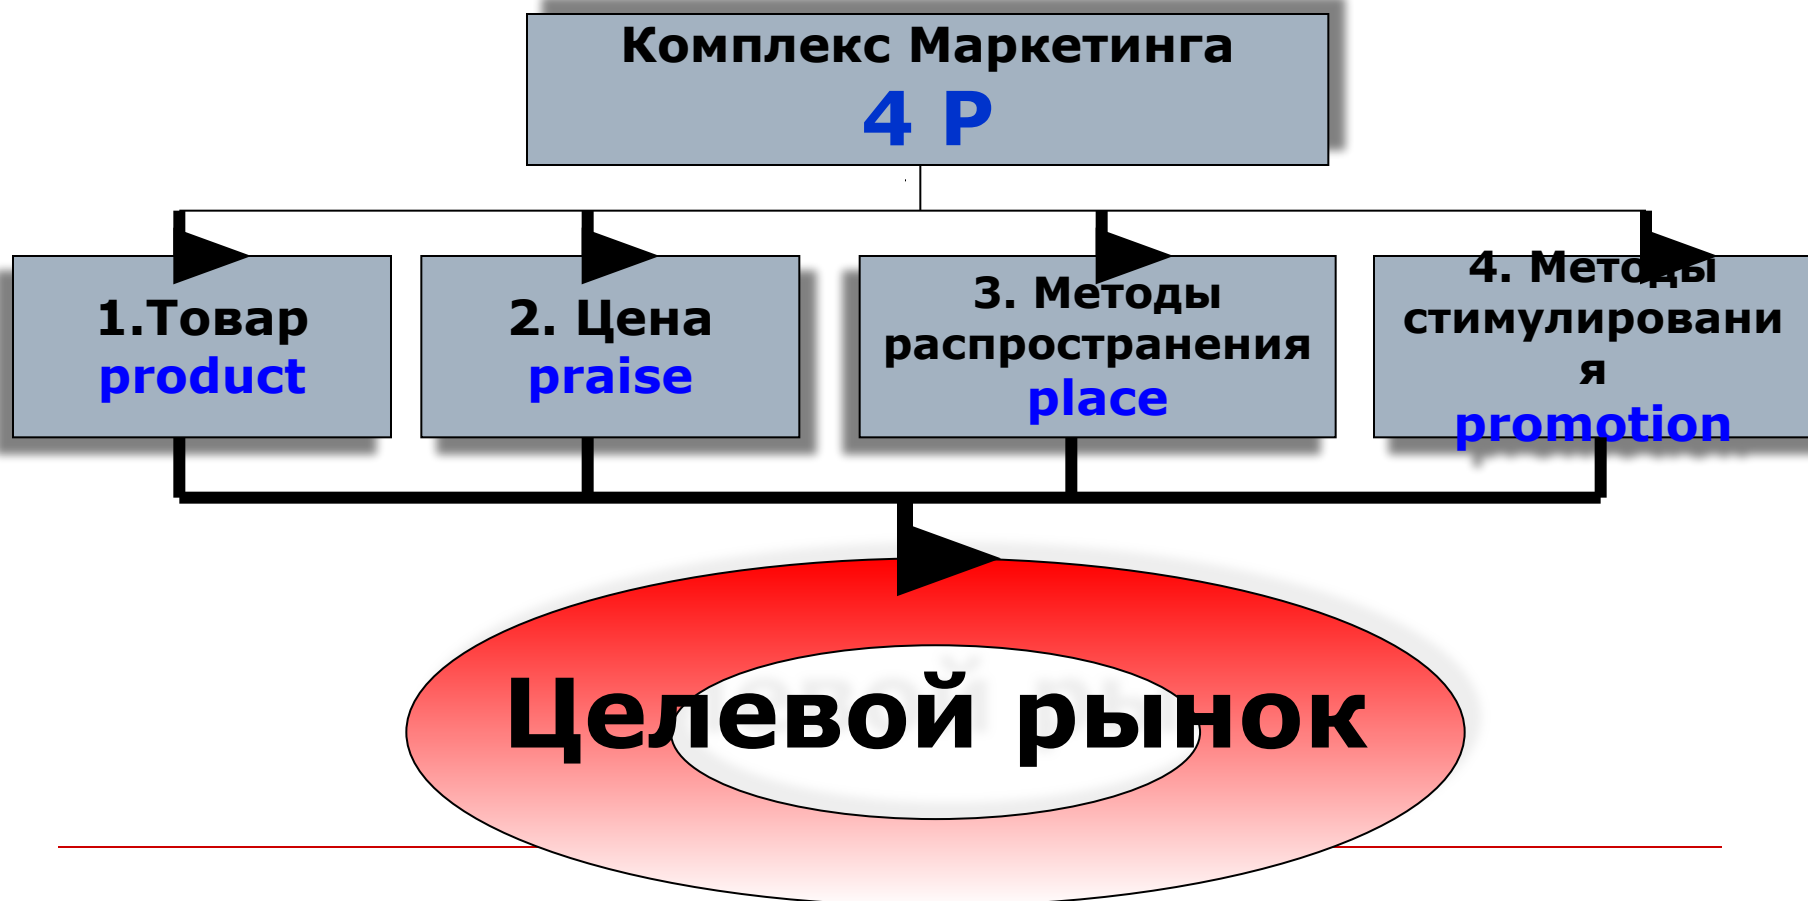 Комплекс Маркетинга
4 Р
1.Товар
product
2. Цена
praise
3. Методы
распространения
place
4. Методы
стимулировани
я
promotion
Целевой рынок